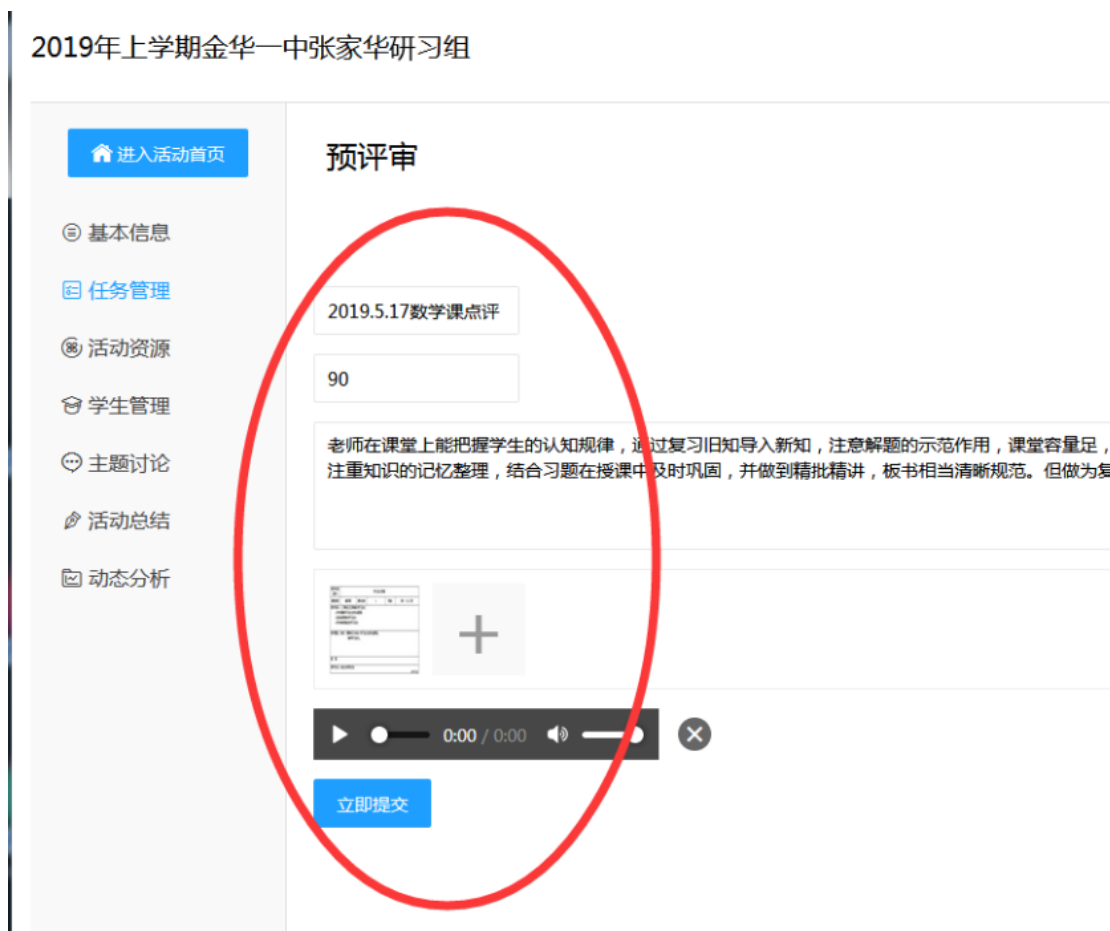 2019年上学期金华一中张家华研习组
进入活动首页
基本信息
任务管理
活动资源
学生管理
主题讨论
活动总结
动态分析
预评审
2019.5.17数学课点评
90
老师在课堂上能把握学生的认知规律，通过复习旧知导入新知，注意解题的示范作用，课堂容量足，
注重知识的记忆整理，结合习题在授课中及时巩固，并做到精批精讲，板书相当清晰规范。但做为复
0:00 / 0:00
立即提交